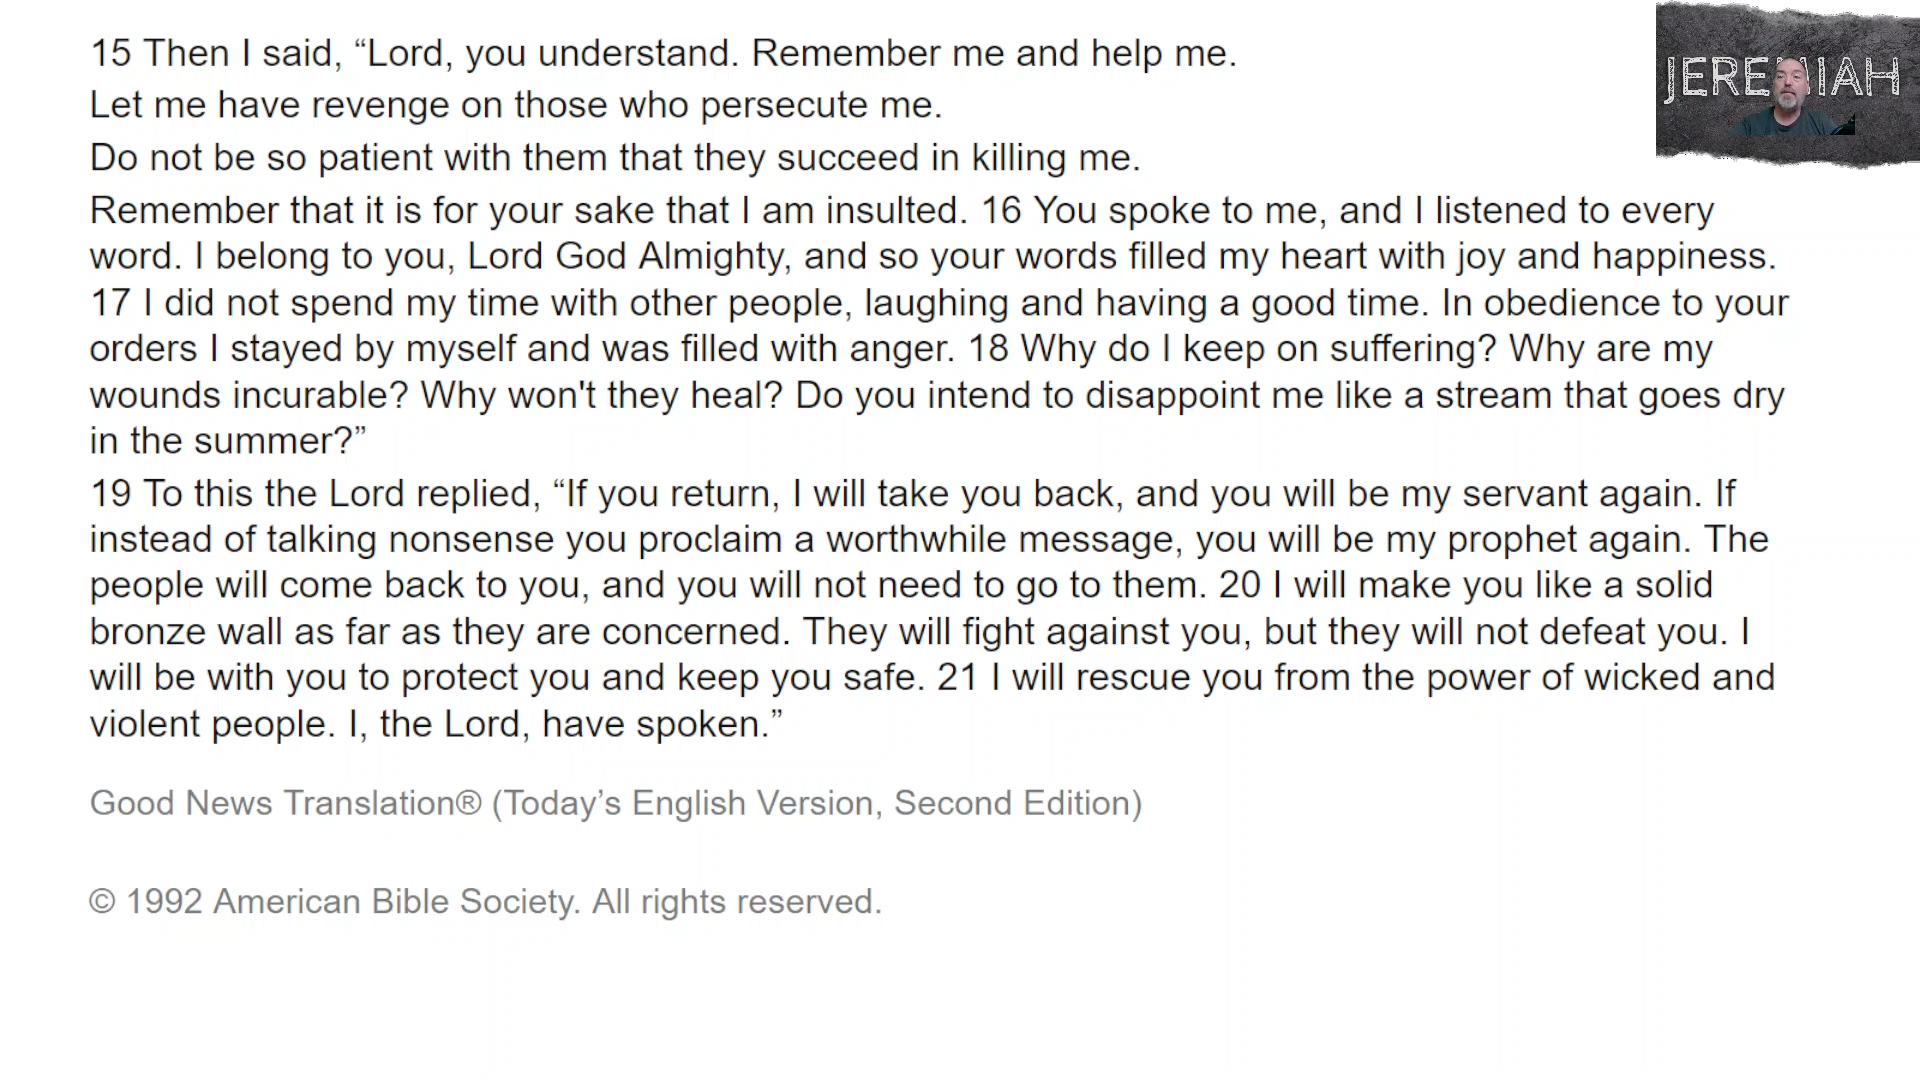 15 Then I said, “Lord, you understand. Remember me and help me.
Let me have revenge on those who persecute me.
Do not be so patient with them that they succeed in killing me.
Remember that it is for your sake that I am insulted. 16 You spoke to me, and I listened to every
word. I belong to you, Lord God Almighty, and so your words filled my heart with joy and happiness.
17 I did not spend my time with other people, laughing and having a good time. In obedience to your
orders I stayed by myself and was filled with anger. 18 Why do I keep on suffering? Why are my
wounds incurable? Why won't they heal? Do you intend to disappoint me like a stream that goes dry
in the summer?”
19 To this the Lord replied, “If you return, I will take you back, and you will be my servant again. If
instead of talking nonsense you proclaim a worthwhile message, you will be my prophet again. The
people will come back to you, and you will not need to go to them. 20 I will make you like a solid
bronze wall as far as they are concerned. They will fight against you, but they will not defeat you. I
will be with you to protect you and keep you safe. 21 I will rescue you from the power of wicked and
violent people. I, the Lord, have spoken.”
Good News Translation® (Today’s English Version, Second Edition)
© 1992 American Bible Society. All rights reserved.
JEREMIAH